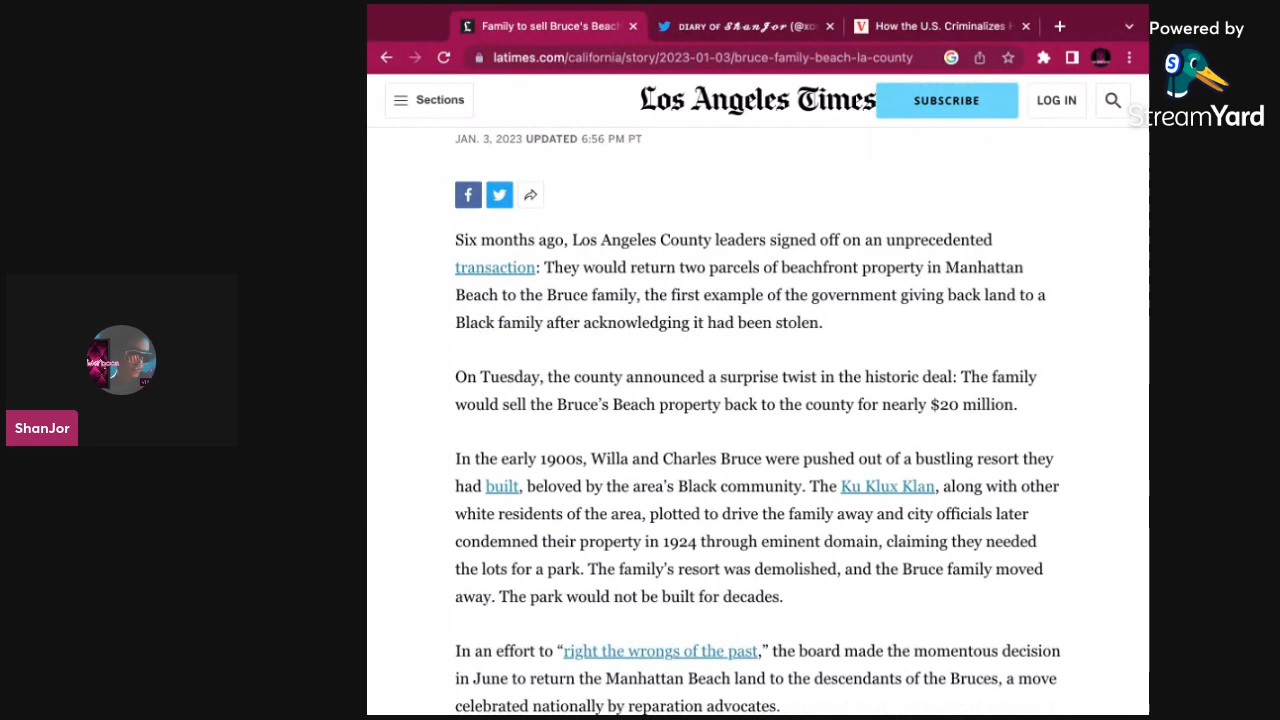 Family to sell Bruce's Beach
DIARY OF 𝓢𝓱𝓪𝓷𝓙𝓸𝓻 (@xo
How the U.S. Criminalizes H
Powered by
StreamYard
latimes.com/california/story/2023-01-03/bruce-family-beach-la-county
Sections
Los Angeles Times
SUBSCRIBE
LOG IN
JAN. 3, 2023 UPDATED 6:56 PM PT
Six months ago, Los Angeles County leaders signed off on an unprecedented
transaction: They would return two parcels of beachfront property in Manhattan
Beach to the Bruce family, the first example of the government giving back land to a
Black family after acknowledging it had been stolen.
On Tuesday, the county announced a surprise twist in the historic deal: The family
would sell the Bruce’s Beach property back to the county for nearly $20 million.
In the early 1900s, Willa and Charles Bruce were pushed out of a bustling resort they
had built, beloved by the area’s Black community. The Ku Klux Klan, along with other
white residents of the area, plotted to drive the family away and city officials later
condemned their property in 1924 through eminent domain, claiming they needed
the lots for a park. The family’s resort was demolished, and the Bruce family moved
away. The park would not be built for decades.
In an effort to “right the wrongs of the past,” the board made the momentous decision
in June to return the Manhattan Beach land to the descendants of the Bruces, a move
celebrated nationally by reparation advocates.
ShanJor